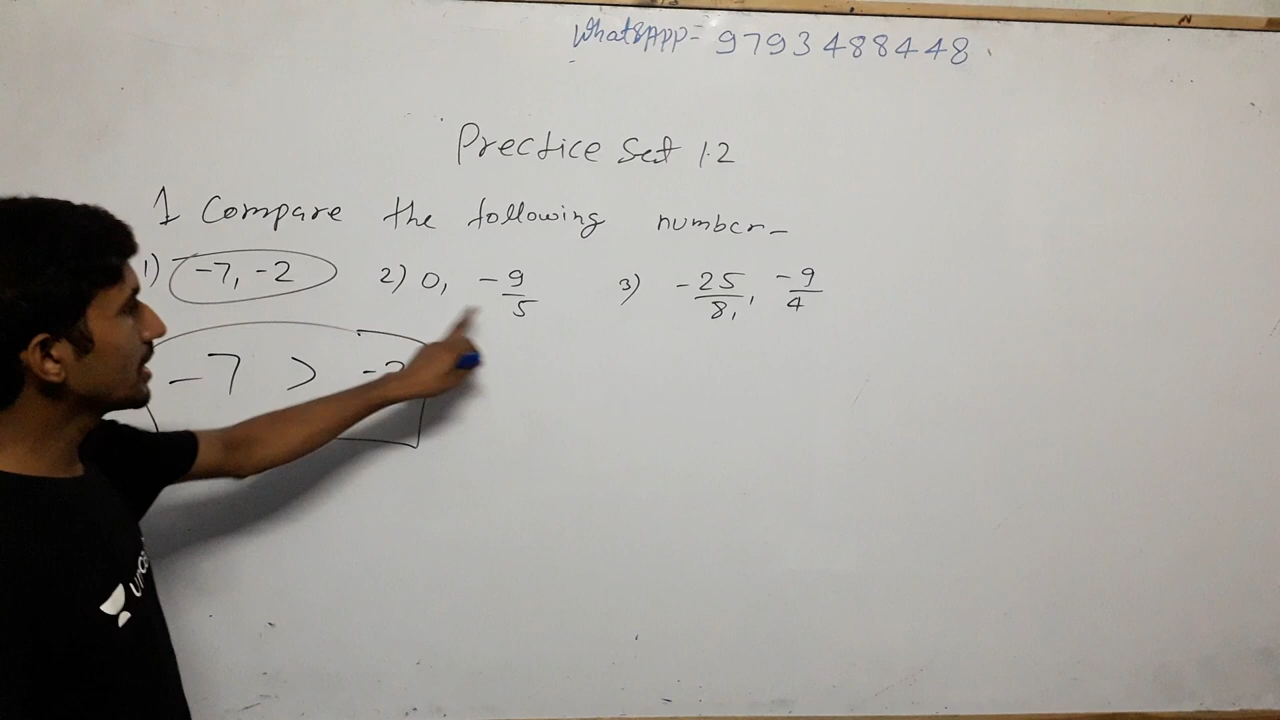 WhatsApp= 9793488448.
Prectice Set 1.2
1 Compare the following number-
1) -7, -2 2) 0, -9/5 3) -25/8, -9/4
-7 > -2